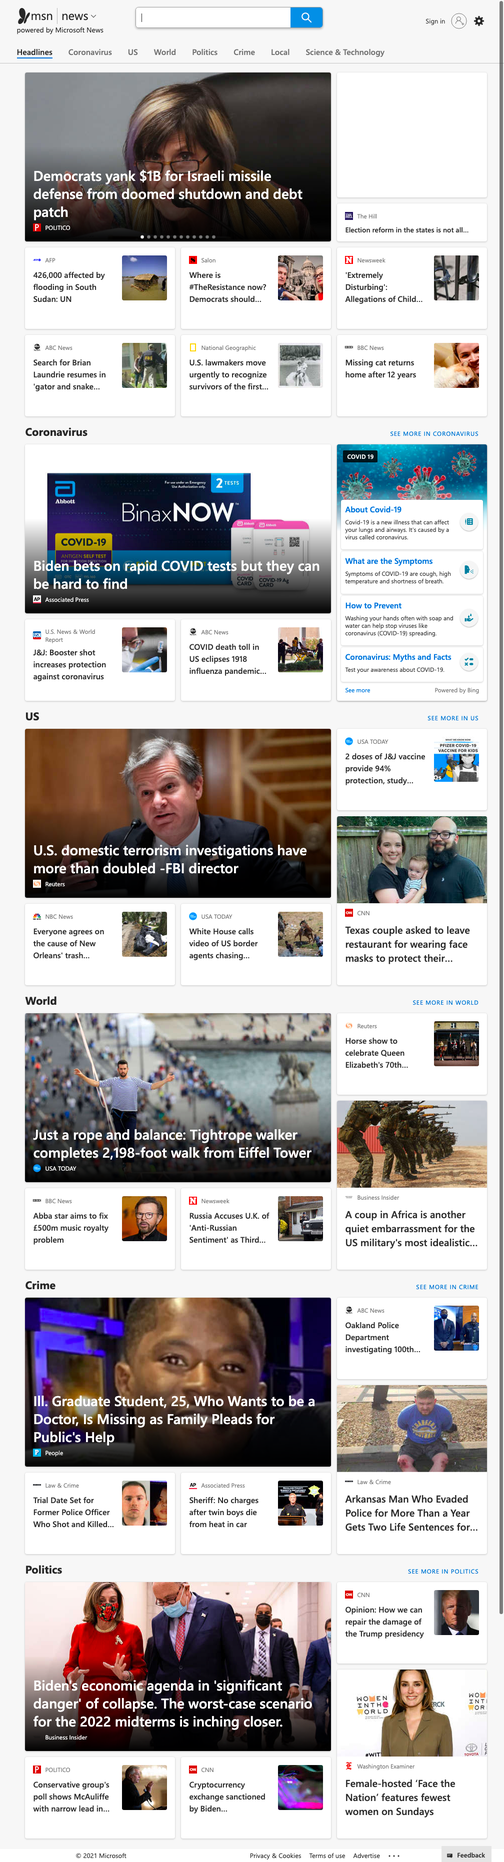 msn | news
powered by Microsoft News
Sign in
Headlines Coronavirus US World Politics Crime Local Science & Technology
Democrats yank $1B for Israeli missile
defense from doomed shutdown and debt
patch
POLITICO
The Hill
Election reform in the states is not all...
AFP
426,000 affected by
flooding in South
Sudan: UN
Salon
Where is
#TheResistance now?
Democrats should...
Newsweek
'Extremely
Disturbing':
Allegations of Child...
ABC News
Search for Brian
Laundrie resumes in
'gator and snake...
National Geographic
U.S. lawmakers move
urgently to recognize
survivors of the first...
BBC News
Missing cat returns
home after 12 years
Coronavirus
SEE MORE IN CORONAVIRUS
Abbott
2 TESTS
BinaxNOW
COVID-19
ANTIGEN SELF TEST
Biden bets on rapid COVID tests but they can
be hard to find
AP Associated Press
COVID 19
About Covid-19
Covid-19 is a new illness that can affect
your lungs and airways. It's caused by a
virus called coronavirus.
What are the Symptoms
Symptoms of COVID-19 are cough, high
temperature and shortness of breath.
How to Prevent
Washing your hands often with soap and
water can help stop viruses like
coronavirus (COVID-19) spreading.
Coronavirus: Myths and Facts
Test your awareness about COVID-19.
See more
Powered by Bing
U.S. News & World
Report
J&J: Booster shot
increases protection
against coronavirus
ABC News
COVID death toll in
US eclipses 1918
influenza pandemic...
US
SEE MORE IN US
U.S. domestic terrorism investigations have
more than doubled -FBI director
Reuters
USA TODAY
2 doses of J&J vaccine
provide 94%
protection, study...
PFIZER COVID-19
VACCINE FOR KIDS
CNN
Texas couple asked to leave
restaurant for wearing face
masks to protect their...
NBC News
Everyone agrees on
the cause of New
Orleans' trash...
USA TODAY
White House calls
video of US border
agents chasing...
World
SEE MORE IN WORLD
Just a rope and balance: Tightrope walker
completes 2,198-foot walk from Eiffel Tower
USA TODAY
Reuters
Horse show to
celebrate Queen
Elizabeth's 70th...
Business Insider
A coup in Africa is another
quiet embarrassment for the
US military's most idealistic...
BBC News
Abba star aims to fix
£500m music royalty
problem
Newsweek
Russia Accuses U.K. of
'Anti-Russian
Sentiment' as Third...
Crime
SEE MORE IN CRIME
Ill. Graduate Student, 25, Who Wants to be a
Doctor, Is Missing as Family Pleads for
Public's Help
People
ABC News
Oakland Police
Department
investigating 100th...
Law & Crime
Arkansas Man Who Evaded
Police for More Than a Year
Gets Two Life Sentences for...
Law & Crime
Trial Date Set for
Former Police Officer
Who Shot and Killed...
AP Associated Press
Sheriff: No charges
after twin boys die
from heat in car
Politics
SEE MORE IN POLITICS
Biden's economic agenda in 'significant
danger' of collapse. The worst-case scenario
for the 2022 midterms is inching closer.
Business Insider
CNN
Opinion: How we can
repair the damage of
the Trump presidency
WOMEN
IN THE
WORLD
Washington Examiner
Female-hosted 'Face the
Nation' features fewest
women on Sundays
POLITICO
Conservative group's
poll shows McAuliffe
with narrow lead in...
CNN
Cryptocurrency
exchange sanctioned
by Biden...
© 2021 Microsoft
Privacy & Cookies Terms of use Advertise ...
Feedback